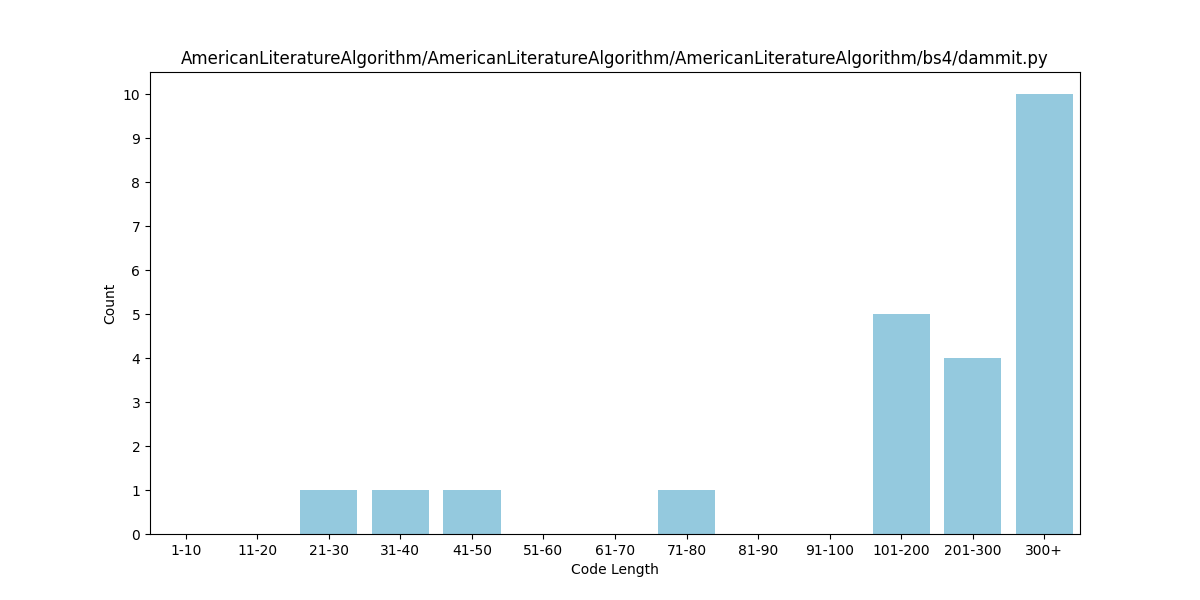 AmericanLiteratureAlgorithm/AmericanLiteratureAlgorithm/AmericanLiteratureAlgorithm/bs4/dammit.py
10
9
8
7
6
5
4
3
2
1
0
Count
1-10 11-20 21-30 31-40 41-50 51-60 61-70 71-80 81-90 91-100 101-200 201-300 300+
Code Length